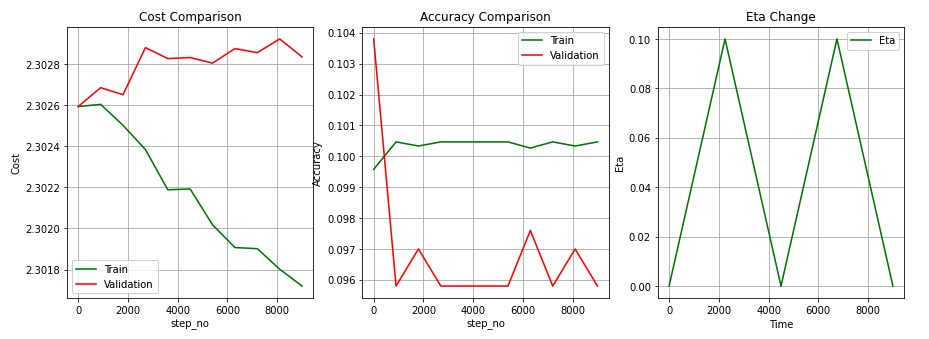 Cost Comparison
2.3028
2.3026
2.3024
2.3022
2.3020
2.3018
Cost
Train
Validation
0 2000 4000 6000 8000
step_no
Accuracy Comparison
0.104
0.103
0.102
0.101
0.100
0.099
0.098
0.097
0.096
Accuracy
Train
Validation
0 2000 4000 6000 8000
step_no
Eta Change
0.10
0.08
0.06
0.04
0.02
0.00
Eta
Eta
0 2000 4000 6000 8000
Time